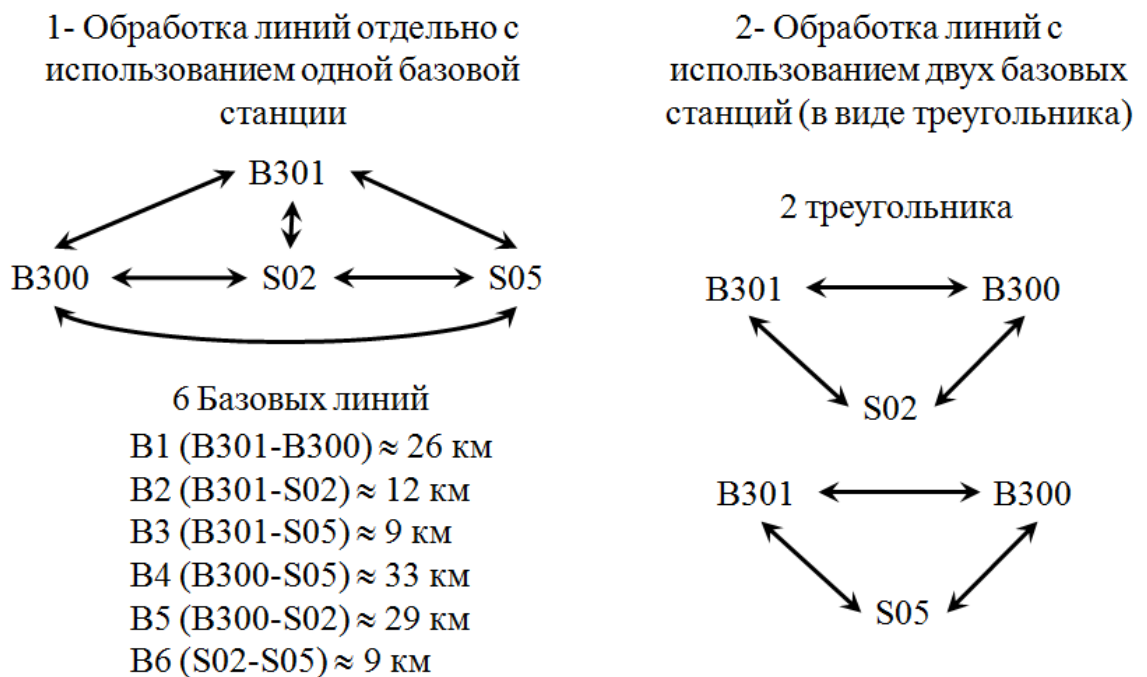 1- Обработка линий отдельно с
использованием одной базовой
станции
B301
B300
S02
S05
6 Базовых линий
B1 (B301-B300) ≈ 26 км
B2 (B301-S02) ≈ 12 км
B3 (B301-S05) ≈ 9 км
B4 (B300-S05) ≈ 33 км
B5 (B300-S02) ≈ 29 км
B6 (S02-S05) ≈ 9 км
2- Обработка линий с
использованием двух базовых
станций (в виде треугольника)
2 треугольника
B301
B300
S02
B301
B300
S05